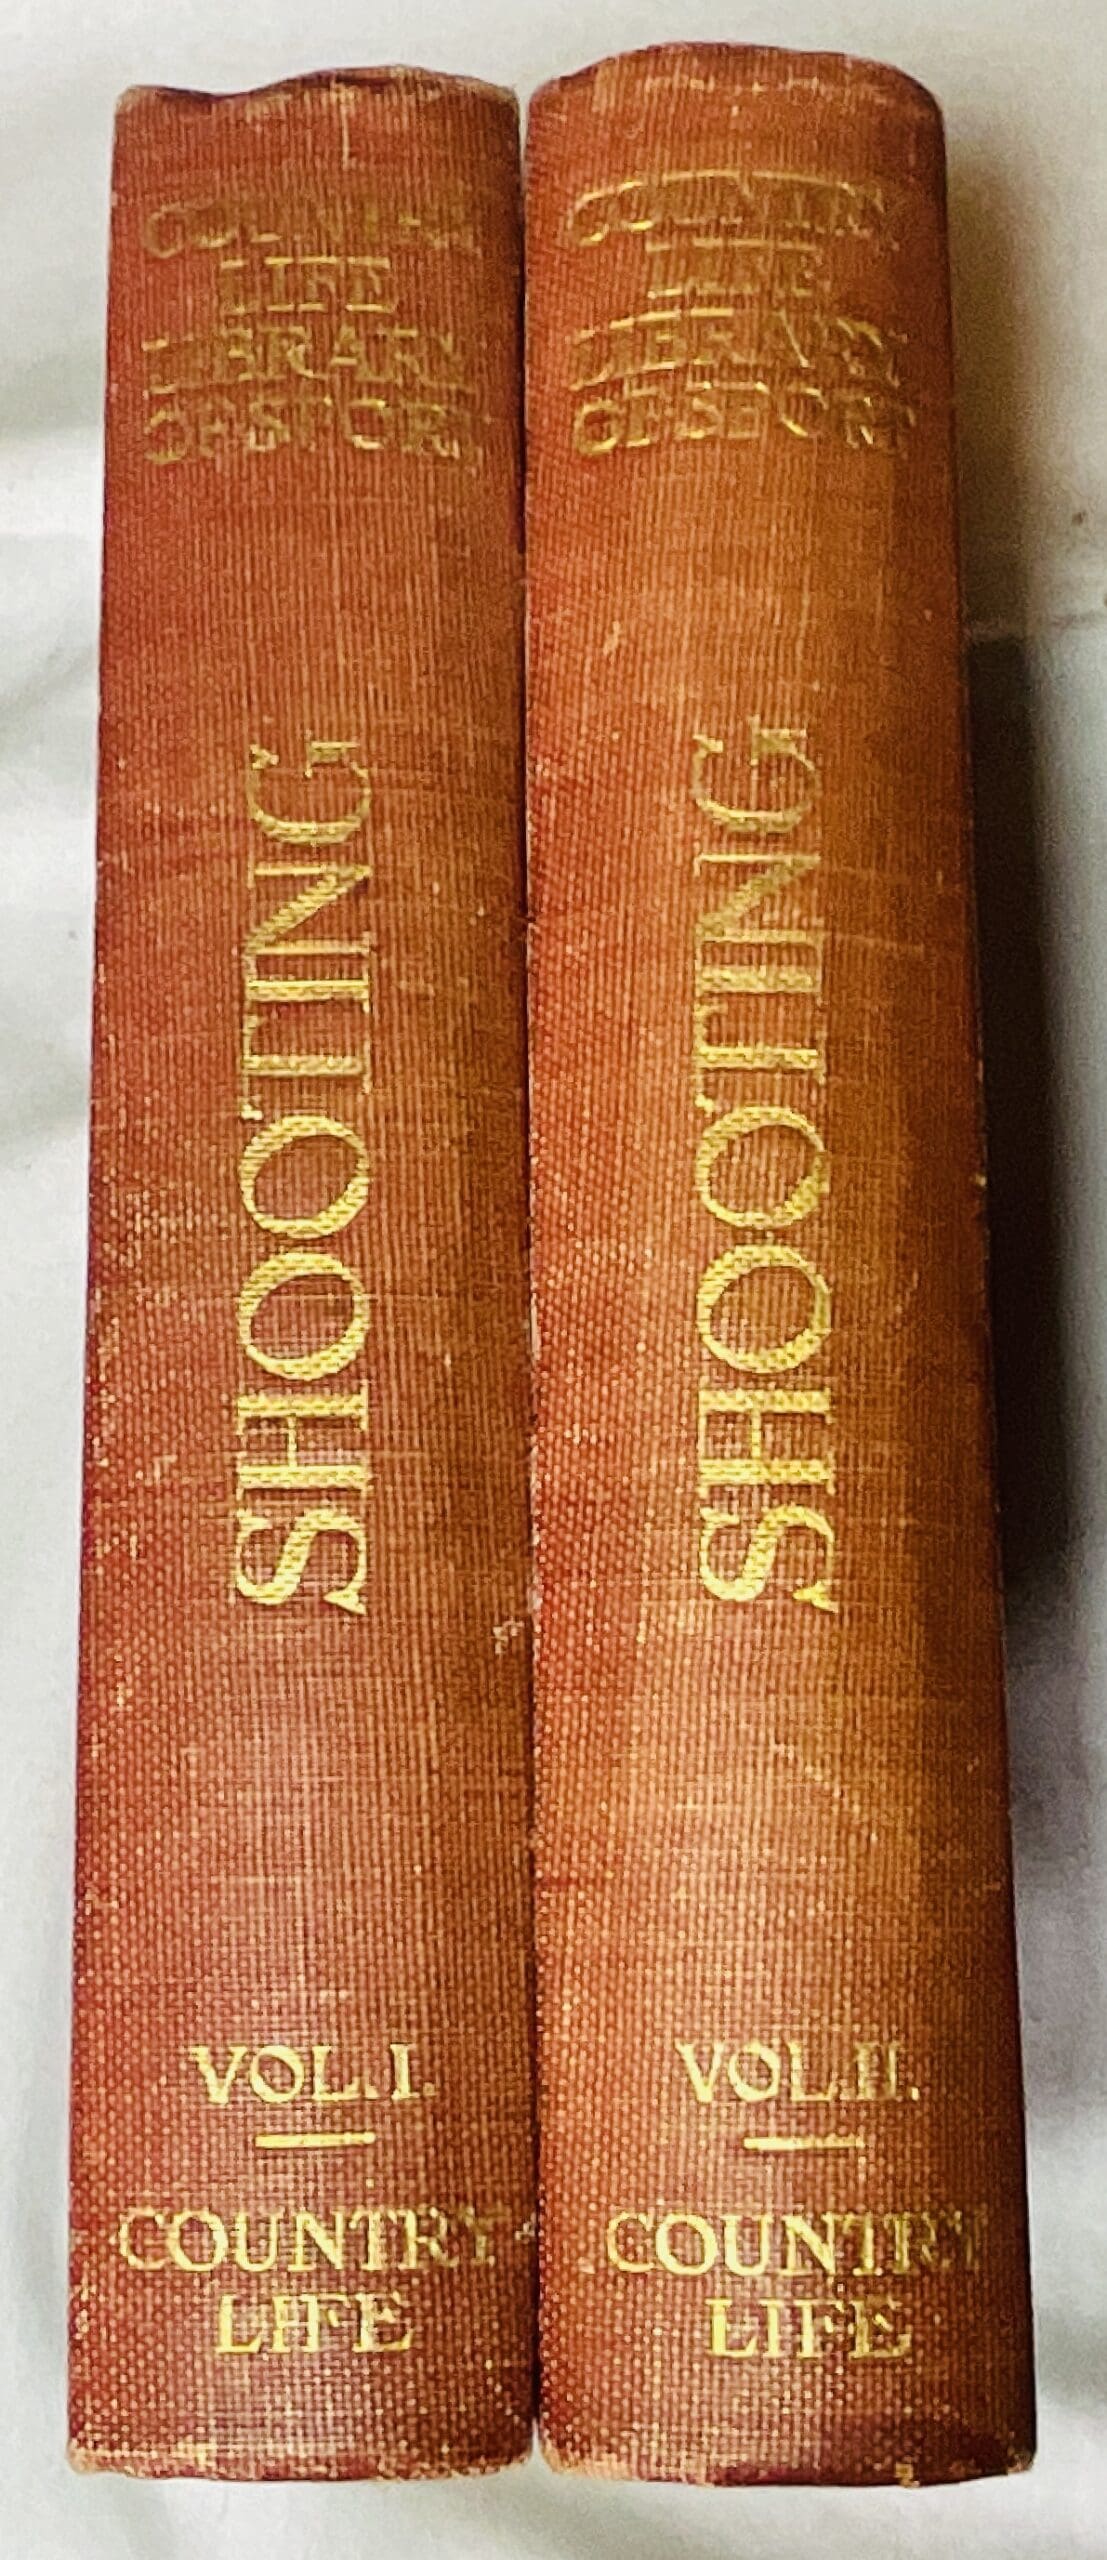 COUNTRY
LIFE
LIBRARY
OF SPORT
SHOOTING
VOL. I.
COUNTRY
LIFE
COUNTRY
LIFE
LIBRARY
OF SPORT
SHOOTING
VOL. II.
COUNTRY
LIFE